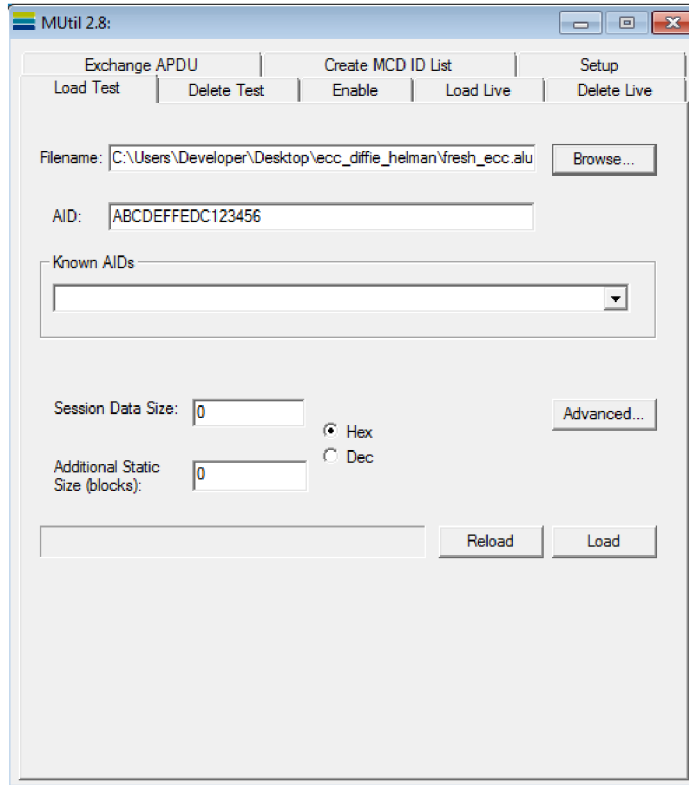 MUtil 2.8:
Exchange APDU Create MCD ID List Setup
Load Test Delete Test Enable Load Live Delete Live
Filename: C:\Users\Developer\Desktop\ecc_diffie_helman\fresh_ecc.alu Browse...
AID: ABCDEFFEDC123456
Known AIDs
Session Data Size: 0 Advanced...
Hex
Dec
Additional Static
Size (blocks): 0
Reload Load